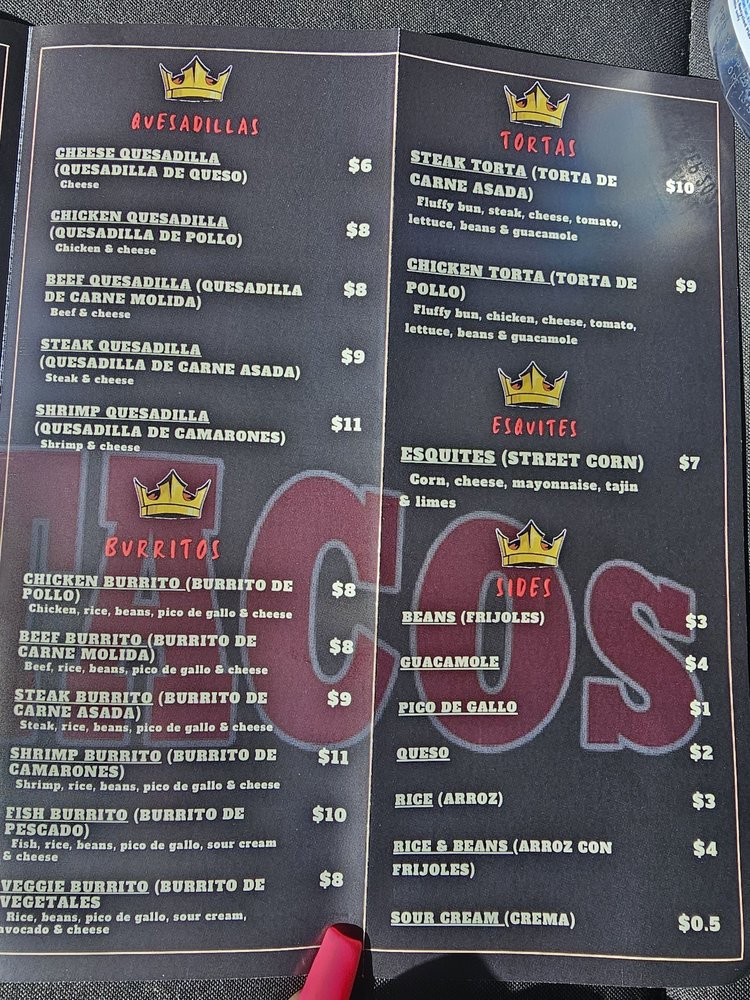 QUESADILLAS
CHEESE QUESADILLA
(QUESADILLA DE QUESO) $6
Cheese
CHICKEN QUESADILLA
(QUESADILLA DE POLLO) $8
Chicken & cheese
BEEF QUESADILLA (QUESADILLA
DE CARNE MOLIDA) $8
Beef & cheese
STEAK QUESADILLA
(QUESADILLA DE CARNE ASADA) $9
Steak & cheese
SHRIMP QUESADILLA
(QUESADILLA DE CAMARONES) $11
Shrimp & cheese
BURRITOS
CHICKEN BURRITO (BURRITO DE
POLLO) $8
Chicken, rice, beans, pico de gallo & cheese
BEEF BURRITO (BURRITO DE
CARNE MOLIDA) $8
Beef, rice, beans, pico de gallo & cheese
STEAK BURRITO (BURRITO DE
CARNE ASADA) $9
Steak, rice, beans, pico de gallo & cheese
SHRIMP BURRITO (BURRITO DE
CAMARONES) $11
Shrimp, rice, beans, pico de gallo & cheese
FISH BURRITO (BURRITO DE
PESCADO) $10
Fish, rice, beans, pico de gallo, sour cream
& cheese
VEGGIE BURRITO (BURRITO DE
VEGETALES $8
Rice, beans, pico de gallo, sour cream,
avocado & cheese
TORTAS
STEAK TORTA (TORTA DE
CARNE ASADA) $10
Fluffy bun, steak, cheese, tomato,
lettuce, beans & guacamole
CHICKEN TORTA (TORTA DE
POLLO) $9
Fluffy bun, chicken, cheese, tomato,
lettuce, beans & guacamole
ESQUITES
ESQUITES (STREET CORN) $7
Corn, cheese, mayonnaise, tajin
& limes
SIDES
BEANS (FRIJOLES) $3
GUACAMOLE $4
PICO DE GALLO $1
QUESO $2
RICE (ARROZ) $3
RICE & BEANS (ARROZ CON
FRIJOLES) $4
SOUR CREAM (CREMA) $0.5
TACOS